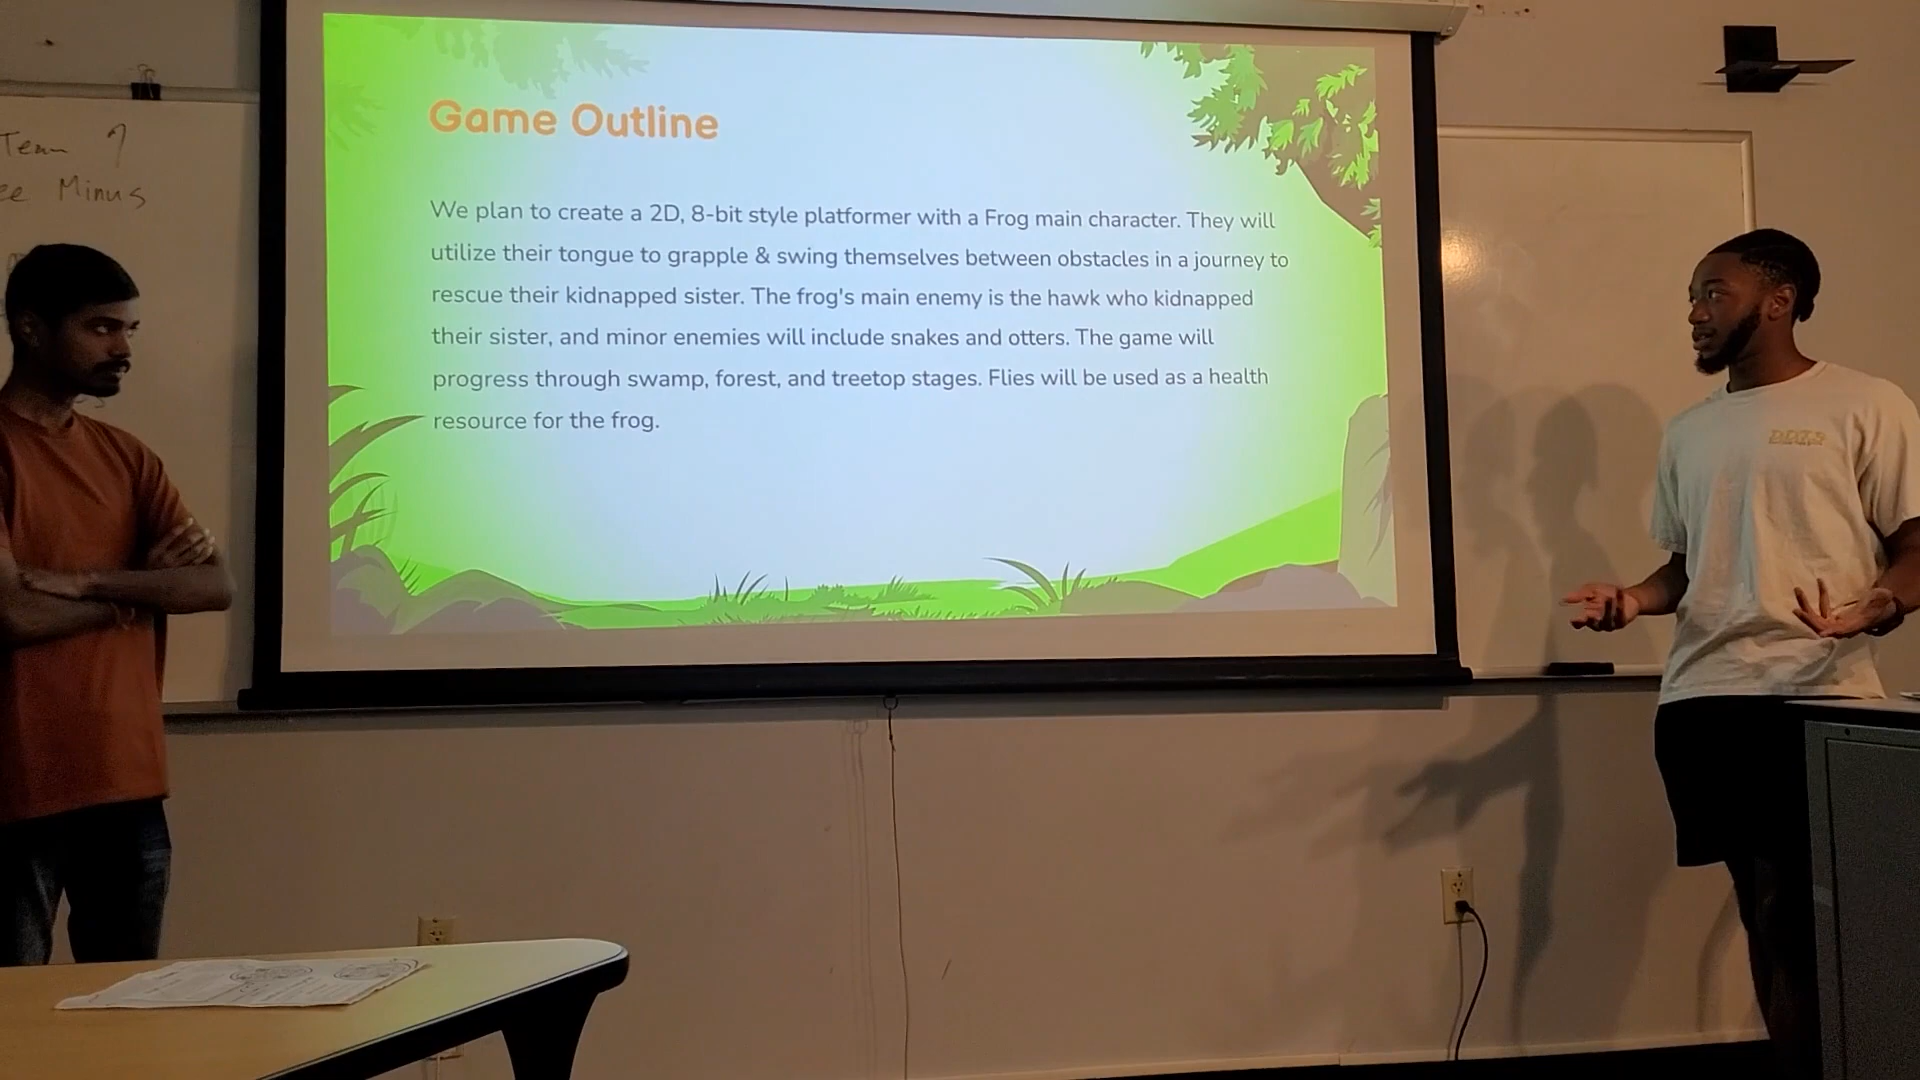 Team 9
ee Minus
Game Outline
We plan to create a 2D, 8-bit style platformer with a Frog main character. They will
utilize their tongue to grapple & swing themselves between obstacles in a journey to
rescue their kidnapped sister. The frog's main enemy is the hawk who kidnapped
their sister, and minor enemies will include snakes and otters. The game will
progress through swamp, forest, and treetop stages. Flies will be used as a health
resource for the frog.